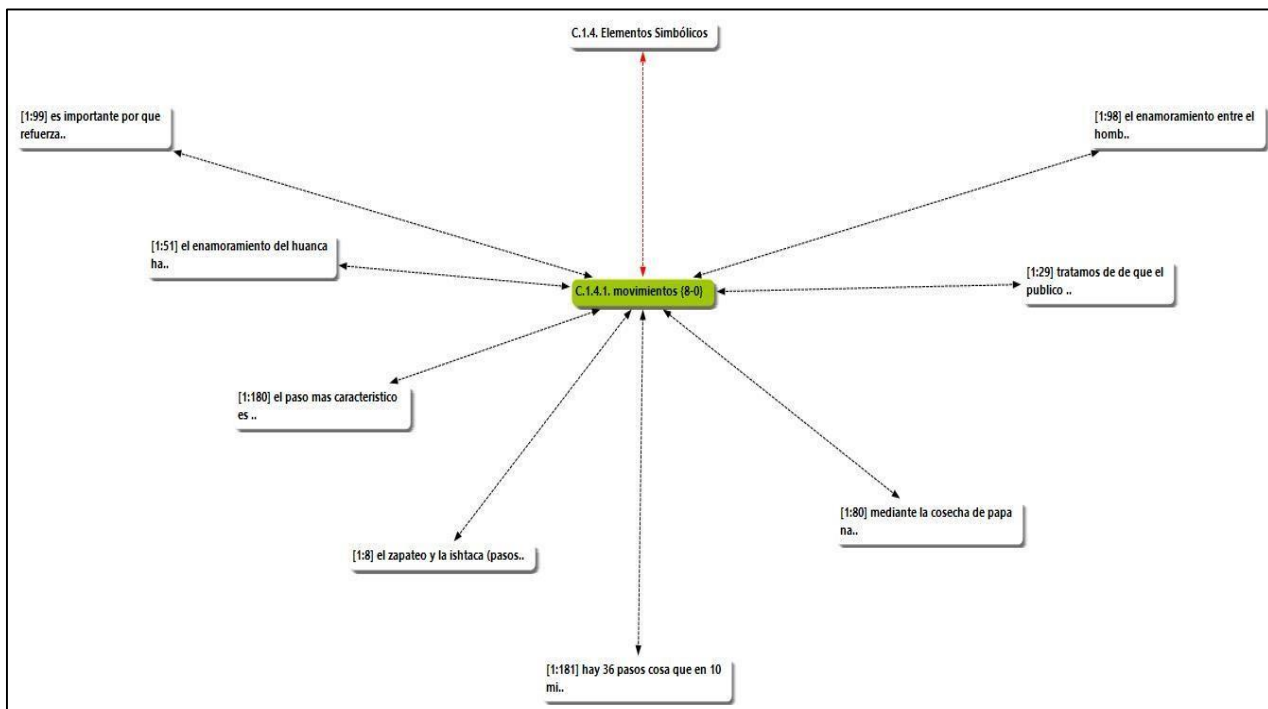 C.1.4. Elementos Simbólicos
[1:99] es importante por que
refuerza..
[1:98] el enamoramiento entre el
homb..
[1:51] el enamoramiento del huanca
ha..
[1:29] tratamos de de que el
publico ..
C.1.4.1. movimientos {8-0}
[1:180] el paso mas caracteristico
es ..
[1:80] mediante la cosecha de papa
na..
[1:8] el zapateo y la ishtaca (pasos..
[1:181] hay 36 pasos cosa que en 10
mi..